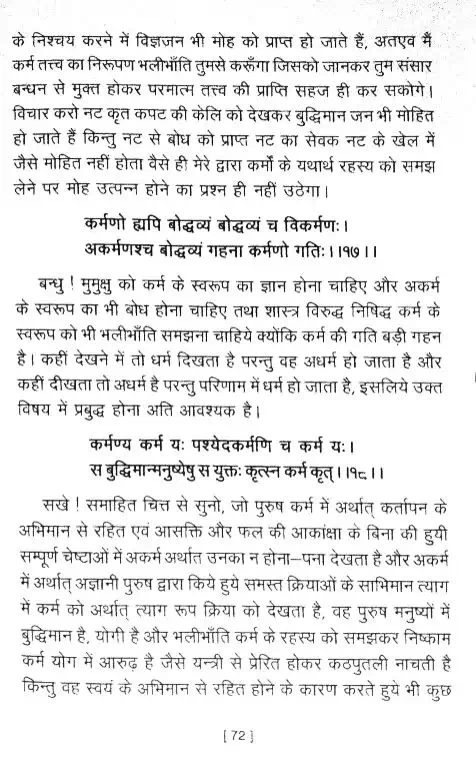 के निश्चय करने में विज्ञजन भी मोह को प्राप्त हो जाते हैं, अतएव मैं
कर्म तत्त्व का निरूपण भलीभाँति तुमसे करूँगा जिसको जानकर तुम संसार
बन्धन से मुक्त होकर परमात्म तत्त्व की प्राप्ति सहज ही कर सकोगे।
विचार करो नट कृत कपट की केलि को देखकर बुद्धिमान जन भी मोहित
हो जाते हैं किन्तु नट से बोध को प्राप्त नट का सेवक नट के खेल में
जैसे मोहित नहीं होता वैसे ही मेरे द्वारा कर्मों के यथार्थ रहस्य को समझ
लेने पर मोह उत्पन्न होने का प्रश्न ही नहीं उठेगा।
कर्मणो ह्यपि बोद्धव्यं बोद्धव्यं च विकर्मणः।
अकर्मणश्च बोद्धव्यं गहना कर्मणो गतिः।।१७।।
बन्धु ! मुमुक्षु को कर्म के स्वरूप का ज्ञान होना चाहिए और अकर्म
के स्वरूप का भी बोध होना चाहिए तथा शास्त्र विरुद्ध निषिद्ध कर्म के
स्वरूप को भी भलीभाँति समझना चाहिये क्योंकि कर्म की गति बड़ी गहन
है। कहीं देखने में तो धर्म दिखता है परन्तु वह अधर्म हो जाता है और
कहीं दीखता तो अधर्म है परन्तु परिणाम में धर्म हो जाता है, इसलिये उक्त
विषय में प्रबुद्ध होना अति आवश्यक है।
कर्मण्य कर्म यः पश्येदकर्मणि च कर्म यः।
स बुद्धिमान्मनुष्येषु स युक्तः कृत्स्न कर्म कृत्।।१८।।
सखे ! समाहित चित्त से सुनो, जो पुरुष कर्म में अर्थात् कर्तापन के
अभिमान से रहित एवं आसक्ति और फल की आकांक्षा के बिना की हुयी
सम्पूर्ण चेष्टाओं में अकर्म अर्थात उनका न होना–पना देखता है और अकर्म
में अर्थात् अज्ञानी पुरुष द्वारा किये हुये समस्त क्रियाओं के साभिमान त्याग
में कर्म को अर्थात् त्याग रूप क्रिया को देखता है, वह पुरुष मनुष्यों में
बुद्धिमान है, योगी है और भलीभाँति कर्म के रहस्य को समझकर निष्काम
कर्म योग में आरुढ़ है जैसे यन्त्री से प्रेरित होकर कठपुतली नाचती है
किन्तु वह स्वयं के अभिमान से रहित होने के कारण करते हुये भी कुछ
[ 72 ]